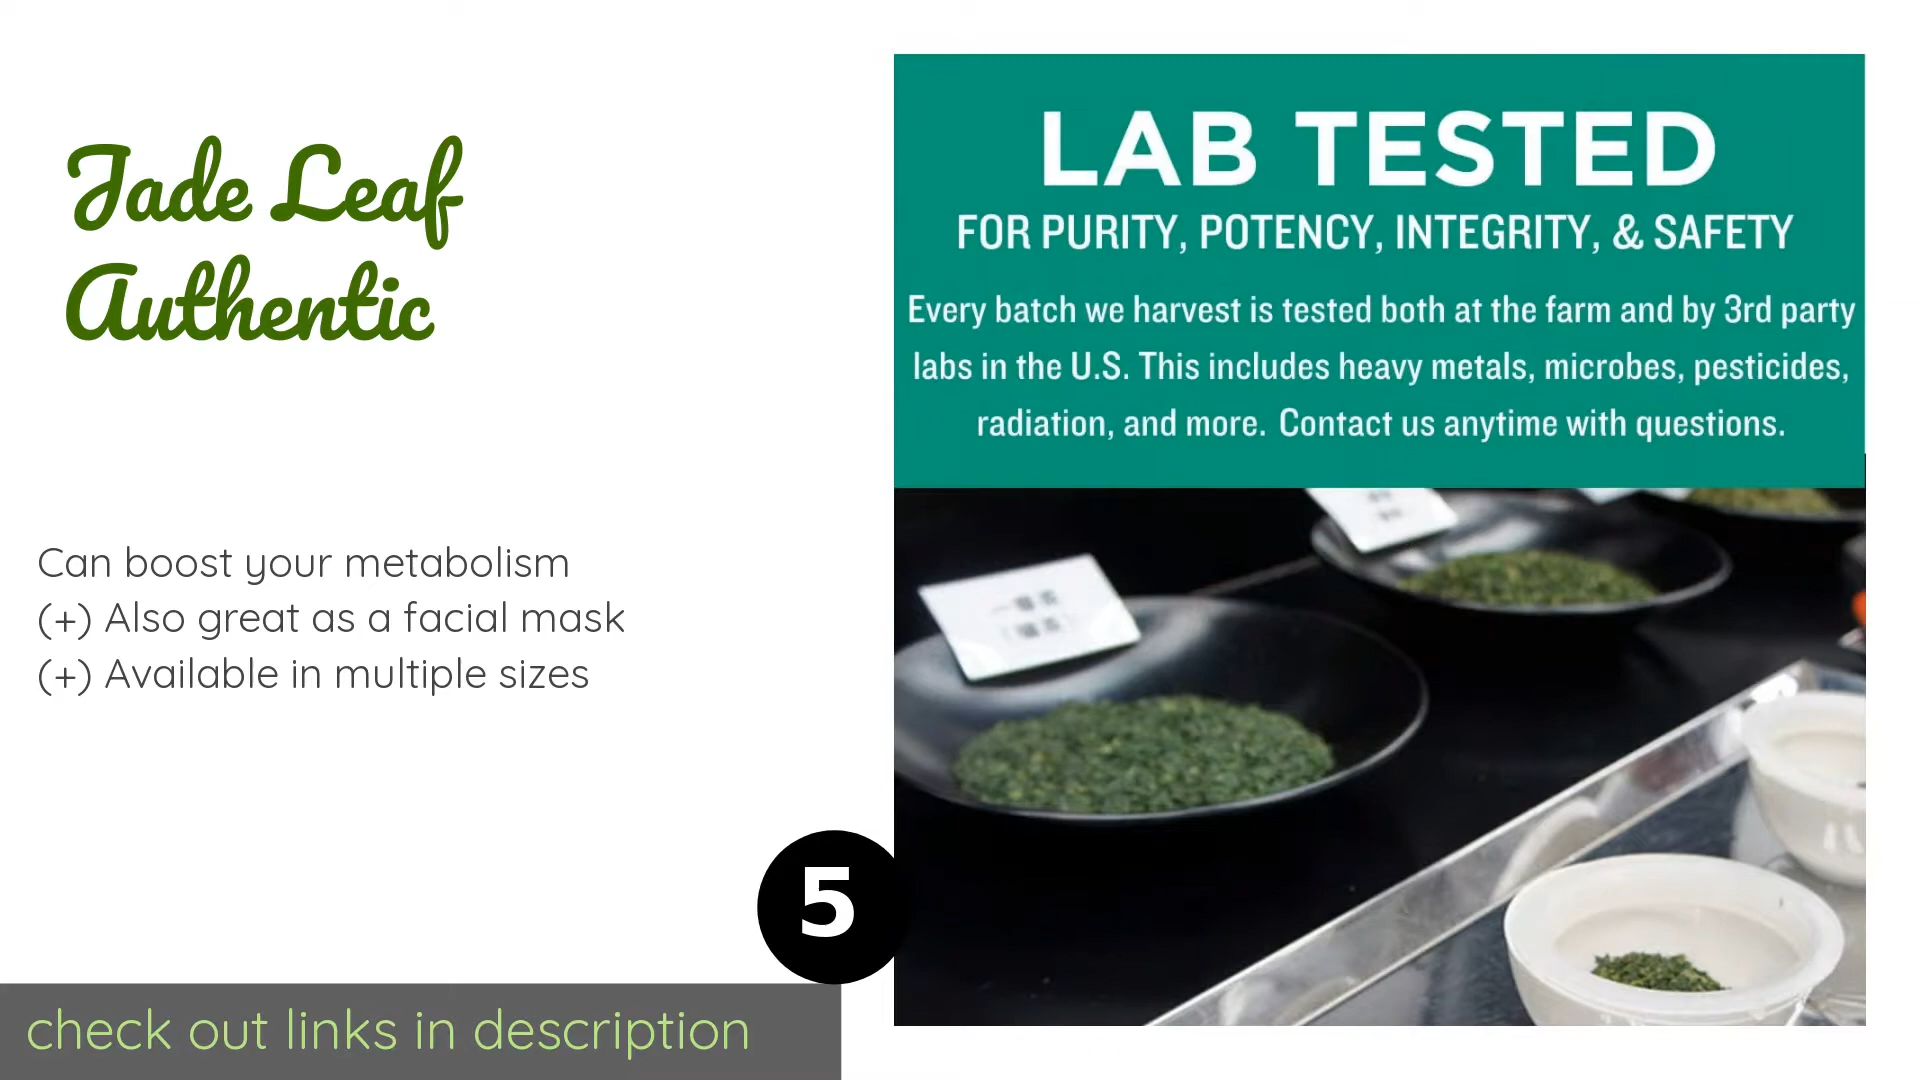 Jade Leaf
Authentic
Can boost your metabolism
(+) Also great as a facial mask
(+) Available in multiple sizes
5
check out links in description
LAB TESTED
FOR PURITY, POTENCY, INTEGRITY, & SAFETY
Every batch we harvest is tested both at the farm and by 3rd party
labs in the U.S. This includes heavy metals, microbes, pesticides,
radiation, and more. Contact us anytime with questions.